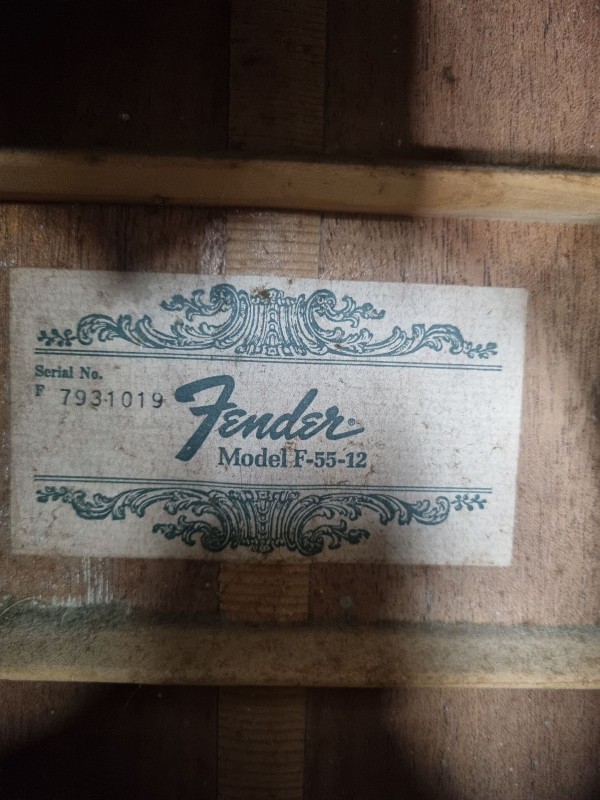 Serial No.
F 7931019
Fender®
Model F-55-12